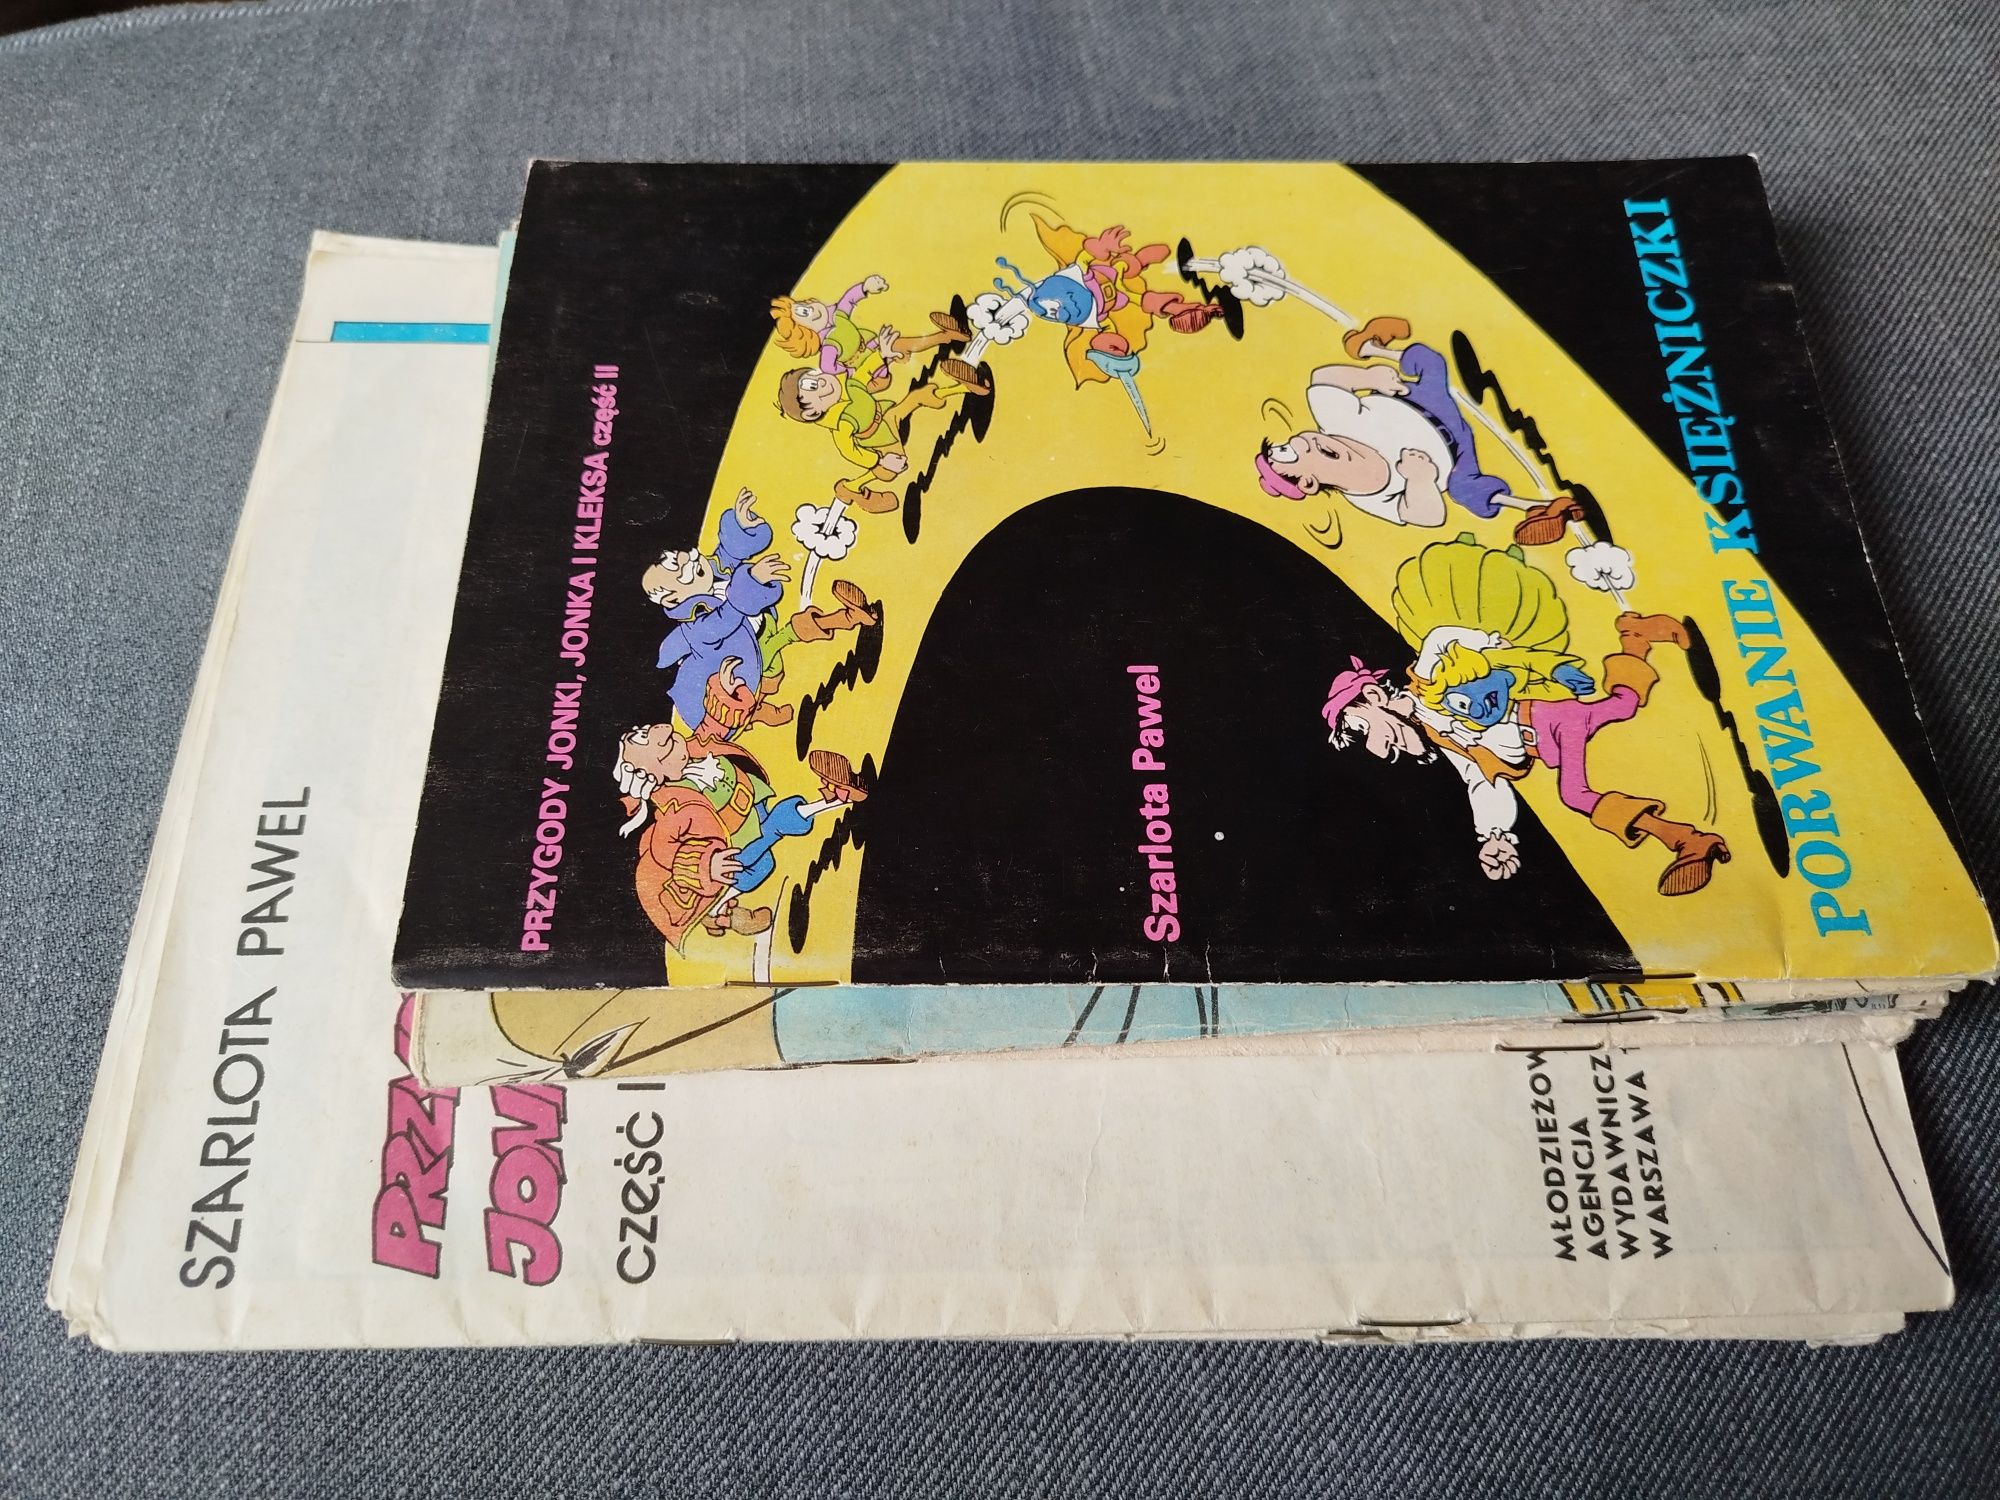 PRZYGODY JONKI, JONKA I KLEKSA część II
Szarlota Pawel
PORWANIE KSIĘŻNICZKI
SZARLOTA PAWEL
CZĘŚĆ I
MŁODZIEŻOW
AGENCJA
WYDAWNICZ
WARSZAWA